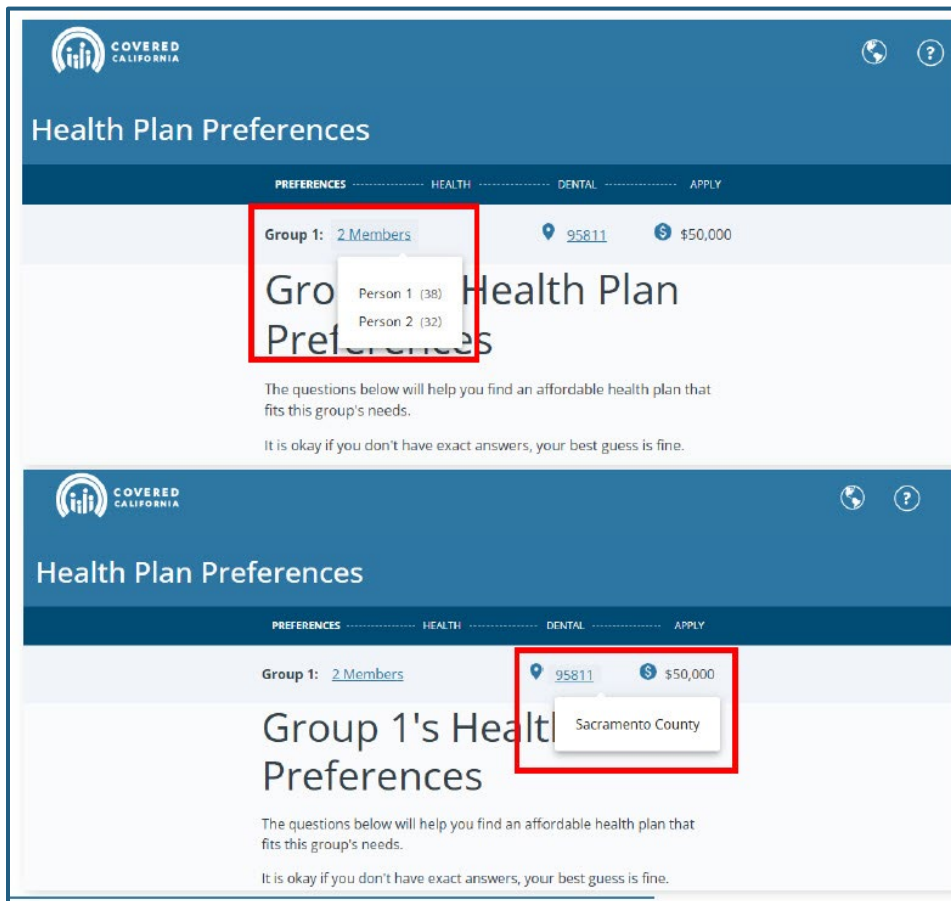 COVERED
CALIFORNIA
?
Health Plan Preferences
PREFERENCES HEALTH DENTAL APPLY
Group 1: 2 Members 95811 $ $50,000
Person 1 (38)
Person 2 (32)
Gro Health Plan
Preferences
The questions below will help you find an affordable health plan that
fits this group's needs.
It is okay if you don't have exact answers, your best guess is fine.
COVERED
CALIFORNIA
?
Health Plan Preferences
PREFERENCES HEALTH DENTAL APPLY
Group 1: 2 Members 95811 $ $50,000
Sacramento County
Group 1's Healt
Preferences
The questions below will help you find an affordable health plan that
fits this group's needs.
It is okay if you don't have exact answers, your best guess is fine.